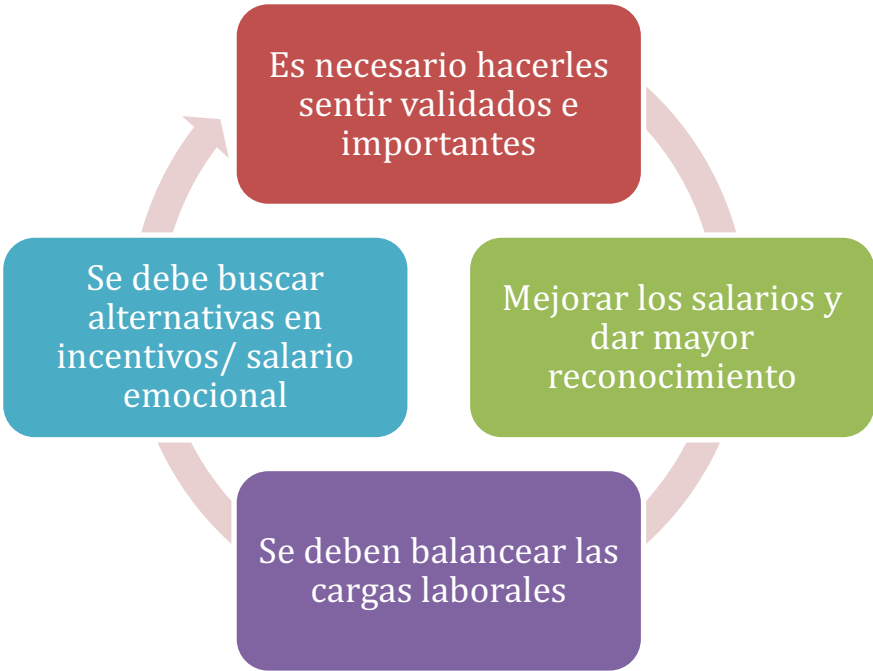 Es necesario hacerles
sentir validados e
importantes
Mejorar los salarios y
dar mayor
reconocimiento
Se deben balancear las
cargas laborales
Se debe buscar
alternativas en
incentivos/ salario
emocional